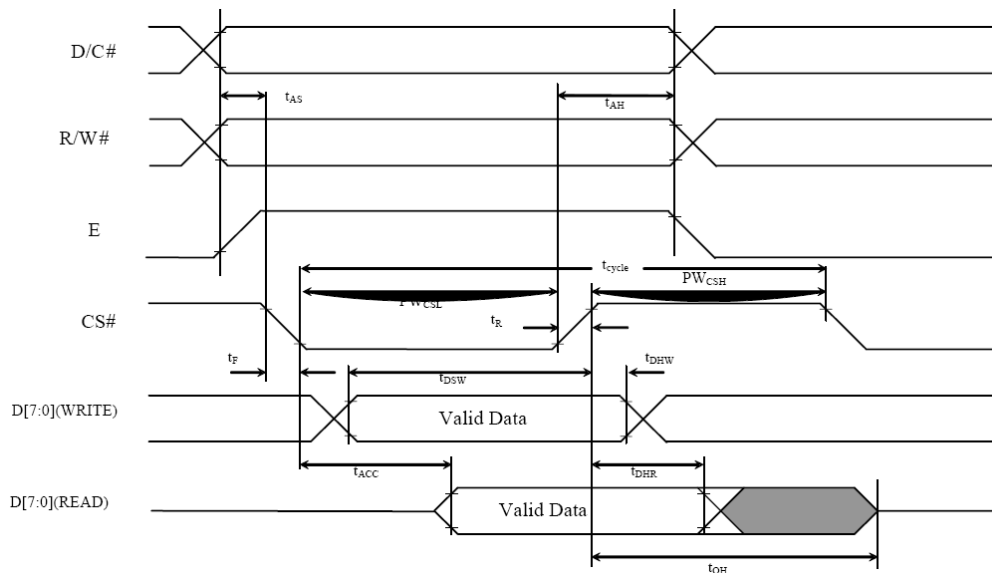 D/C#
tAS
tAH
R/W#
E
tcycle
PWCSL
PWCSH
CS#
tR
tF
tDSW
tDHW
D[7:0](WRITE)
Valid Data
tACC
tDHR
D[7:0](READ)
Valid Data
tOH